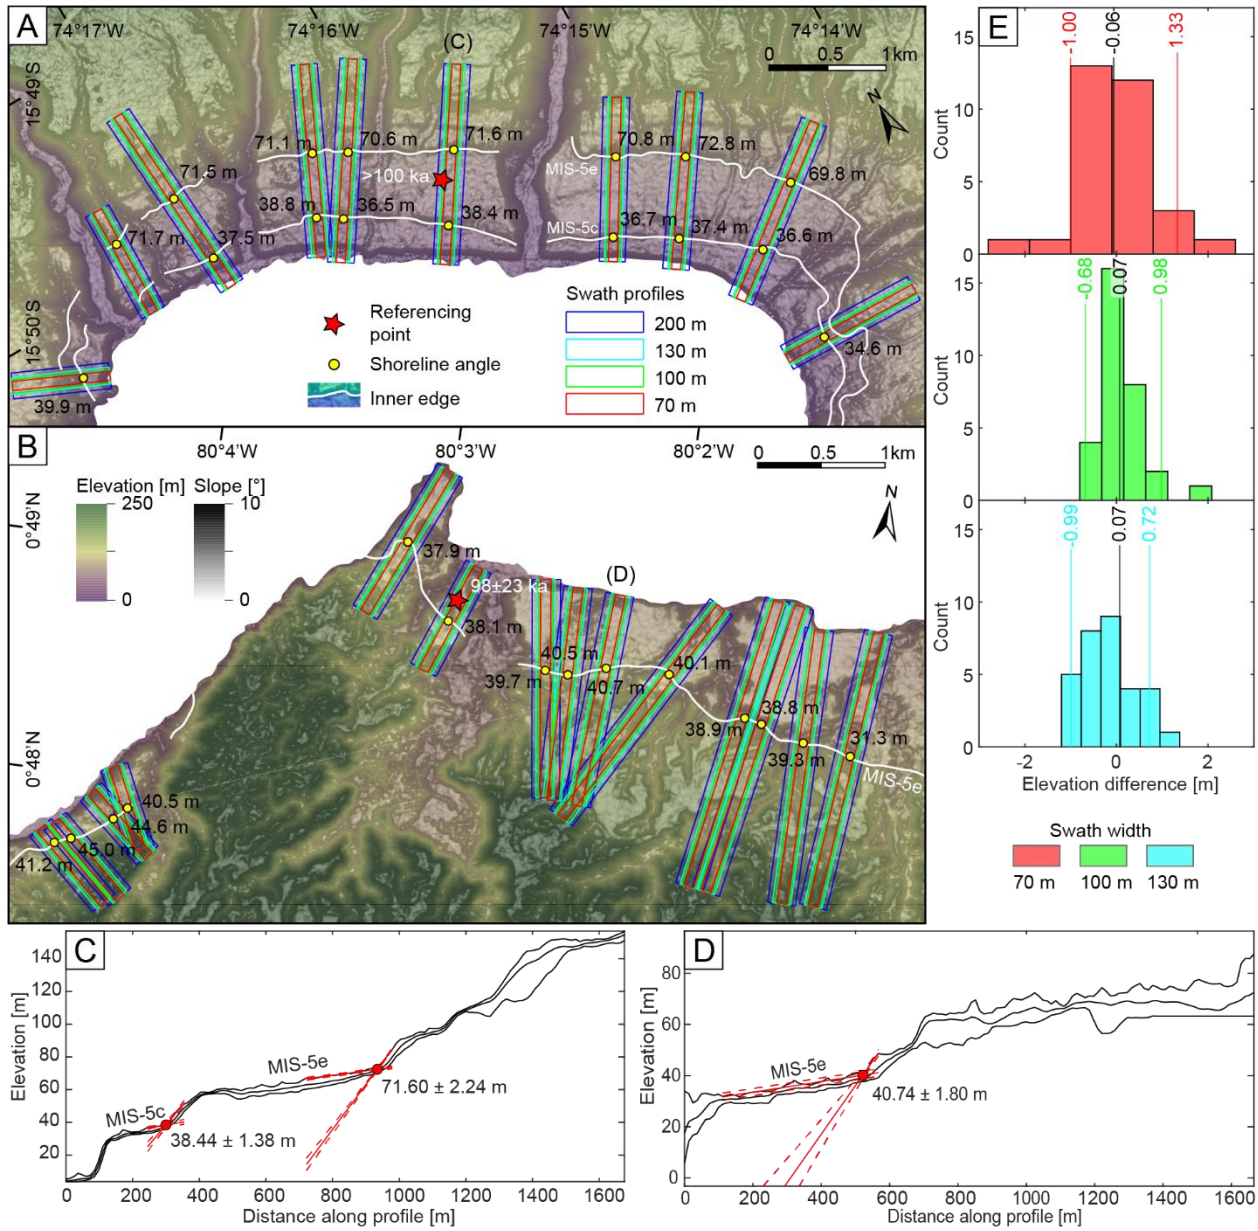 A
74°17'W
74°16'W
(C)
74°15'W
74°14'W
0 0.5 1km
N
15°49'S
15°50'S
71.1 m
70.6 m
71.6 m
70.8 m
72.8 m
71.5 m
>100 ka
MIS-5e
69.8 m
38.8 m
36.5 m
38.4 m
36.7 m
37.4 m
36.6 m
71.7 m
37.5 m
MIS-5c
34.6 m
39.9 m
Referencing
point
Shoreline angle
Inner edge
Swath profiles
200 m
130 m
100 m
70 m
B
80°4'W
80°3'W
80°2'W
0 0.5 1km
N
0°49'N
0°48'N
Elevation [m]
250
0
Slope [°]
10
0
37.9 m
98±23 ka
38.1 m
(D)
40.5 m
39.7 m
40.7 m
40.1 m
38.8 m
38.9 m
39.3 m
31.3 m
MIS-5e
40.5 m
44.6 m
45.0 m
41.2 m
C
Elevation [m]
140
120
100
80
60
40
20
MIS-5e
71.60 ± 2.24 m
MIS-5c
38.44 ± 1.38 m
0 200 400 600 800 1000 1200 1400 1600
Distance along profile [m]
D
Elevation [m]
80
60
40
20
0
MIS-5e
40.74 ± 1.80 m
0 200 400 600 800 1000 1200 1600
Distance along profile [m]
E
-1.00
-0.06
1.33
Count
15
10
5
0
-0.68
0.07
0.98
Count
15
10
5
0
-0.99
0.07
0.72
Count
15
10
5
0
-2 0 2
Elevation difference [m]
Swath width
70 m 100 m 130 m